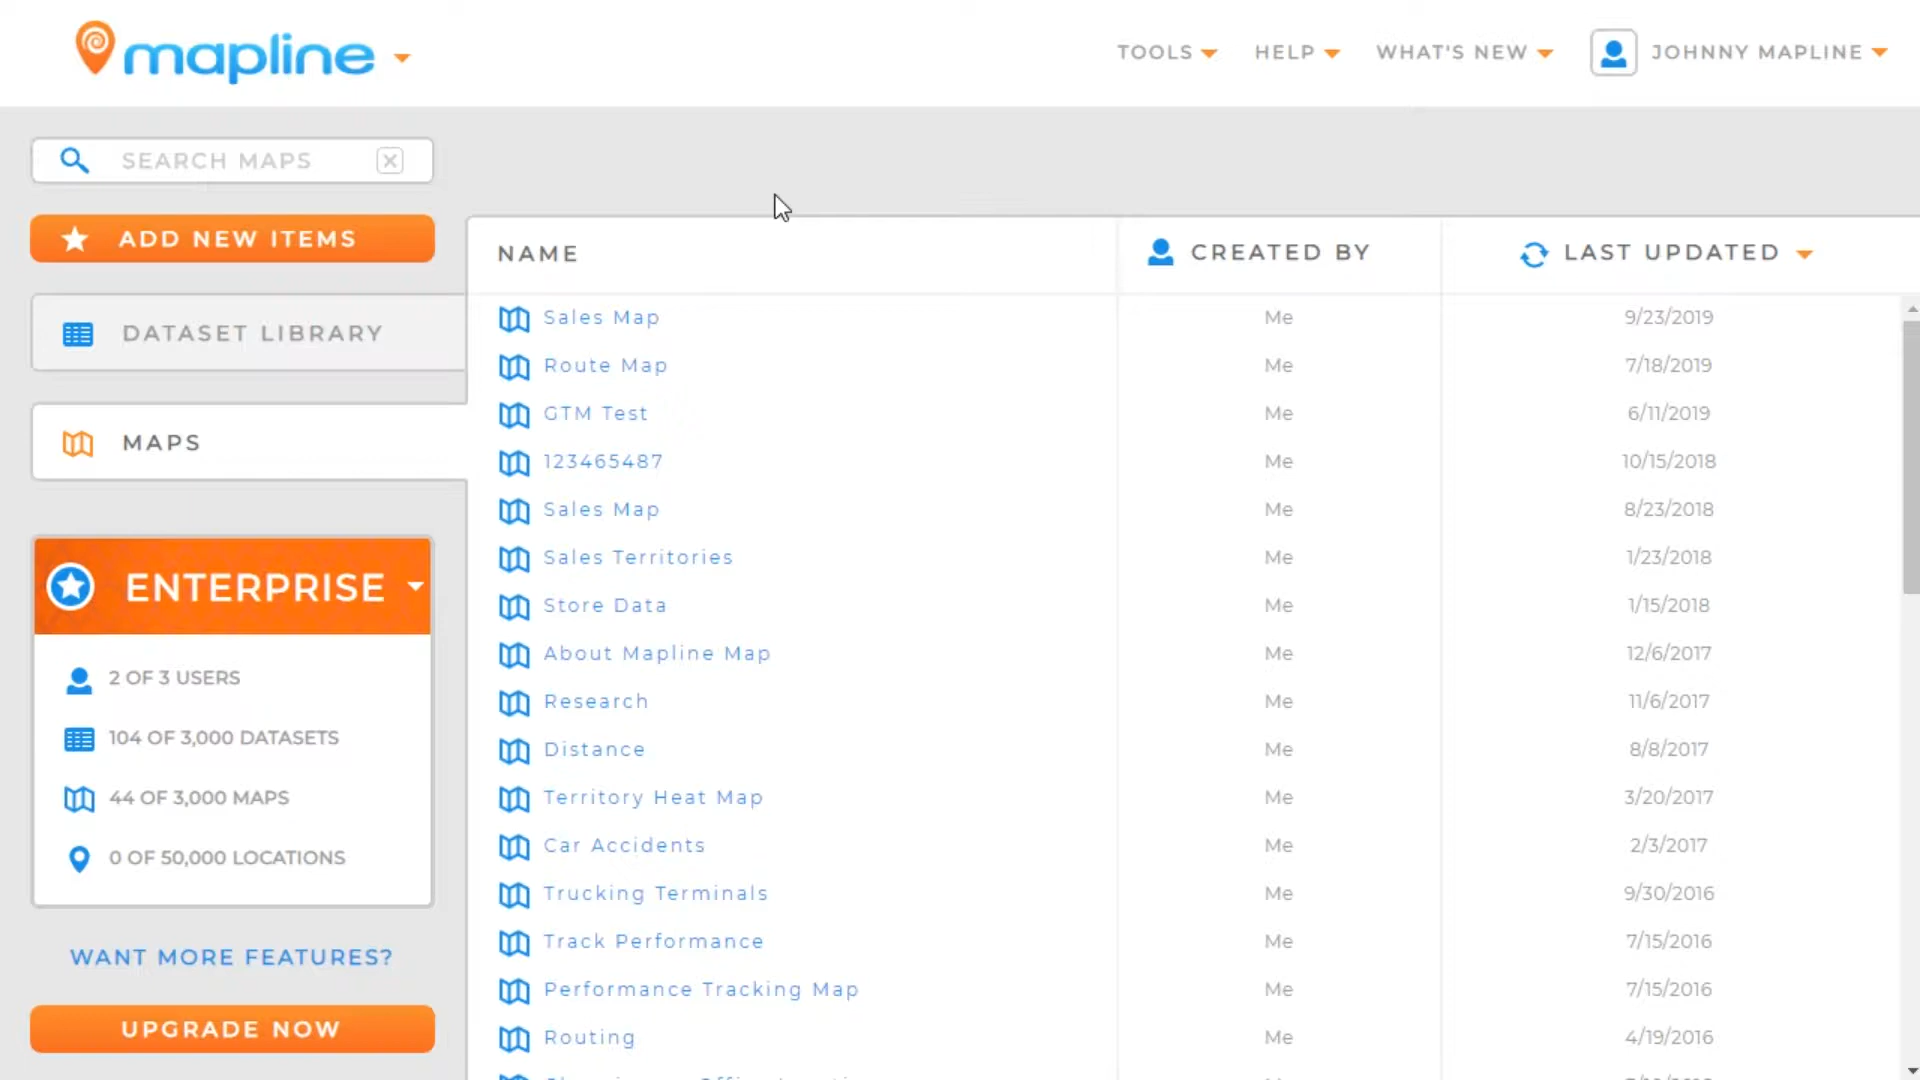 mapline
TOOLS HELP WHAT'S NEW JOHNNY MAPLINE
SEARCH MAPS
ADD NEW ITEMS
DATASET LIBRARY
MAPS
ENTERPRISE
2 OF 3 USERS
104 OF 3,000 DATASETS
44 OF 3,000 MAPS
0 OF 50,000 LOCATIONS
WANT MORE FEATURES?
UPGRADE NOW
NAME CREATED BY LAST UPDATED
Sales Map Me 9/23/2019
Route Map Me 7/18/2019
GTM Test Me 6/11/2019
123465487 Me 10/15/2018
Sales Map Me 8/23/2018
Sales Territories Me 1/23/2018
Store Data Me 1/15/2018
About Mapline Map Me 12/6/2017
Research Me 11/6/2017
Distance Me 8/8/2017
Territory Heat Map Me 3/20/2017
Car Accidents Me 2/3/2017
Trucking Terminals Me 9/30/2016
Track Performance Me 7/15/2016
Performance Tracking Map Me 7/15/2016
Routing Me 4/19/2016